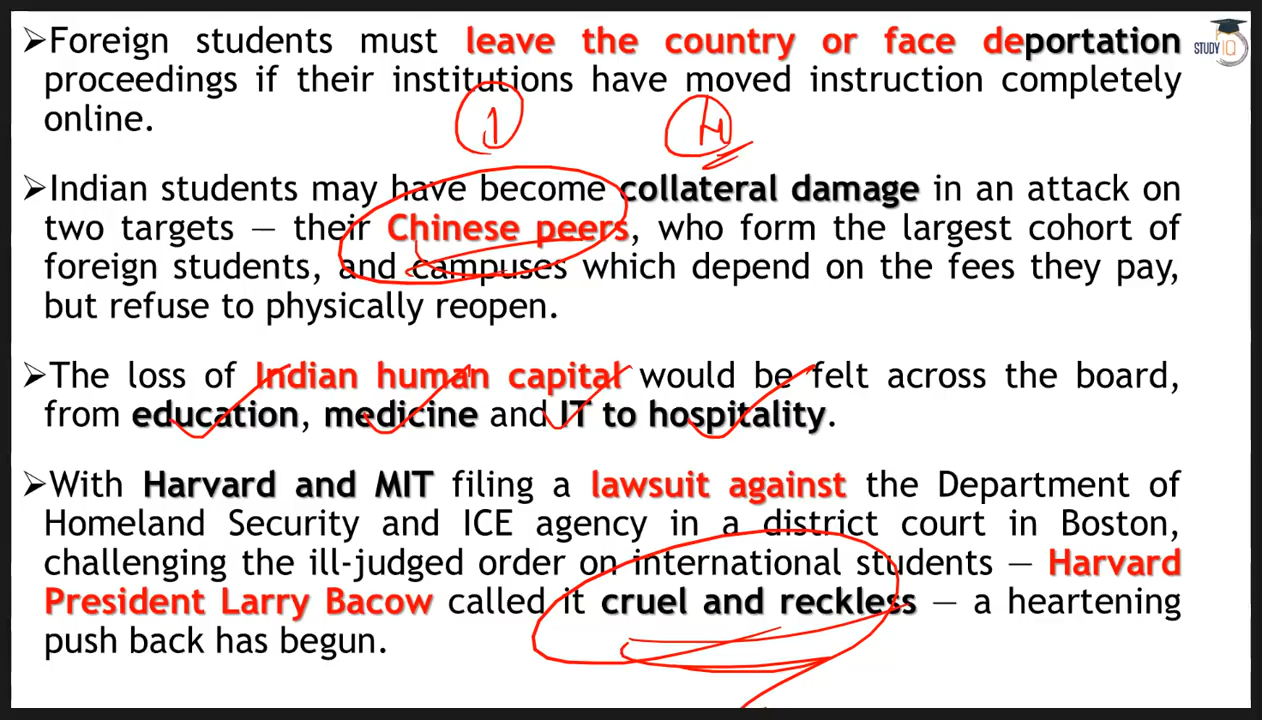 ➢Foreign students must leave the country or face deportation
proceedings if their institutions have moved instruction completely
online.
STUDY IQ
1
➢Indian students may have become collateral damage in an attack on
two targets — their Chinese peers, who form the largest cohort of
foreign students, and campuses which depend on the fees they pay,
but refuse to physically reopen.
➢The loss of Indian human capital would be felt across the board,
from education, medicine and IT to hospitality.
➢With Harvard and MIT filing a lawsuit against the Department of
Homeland Security and ICE agency in a district court in Boston,
challenging the ill-judged order on international students — Harvard
President Larry Bacow called it cruel and reckless — a heartening
push back has begun.